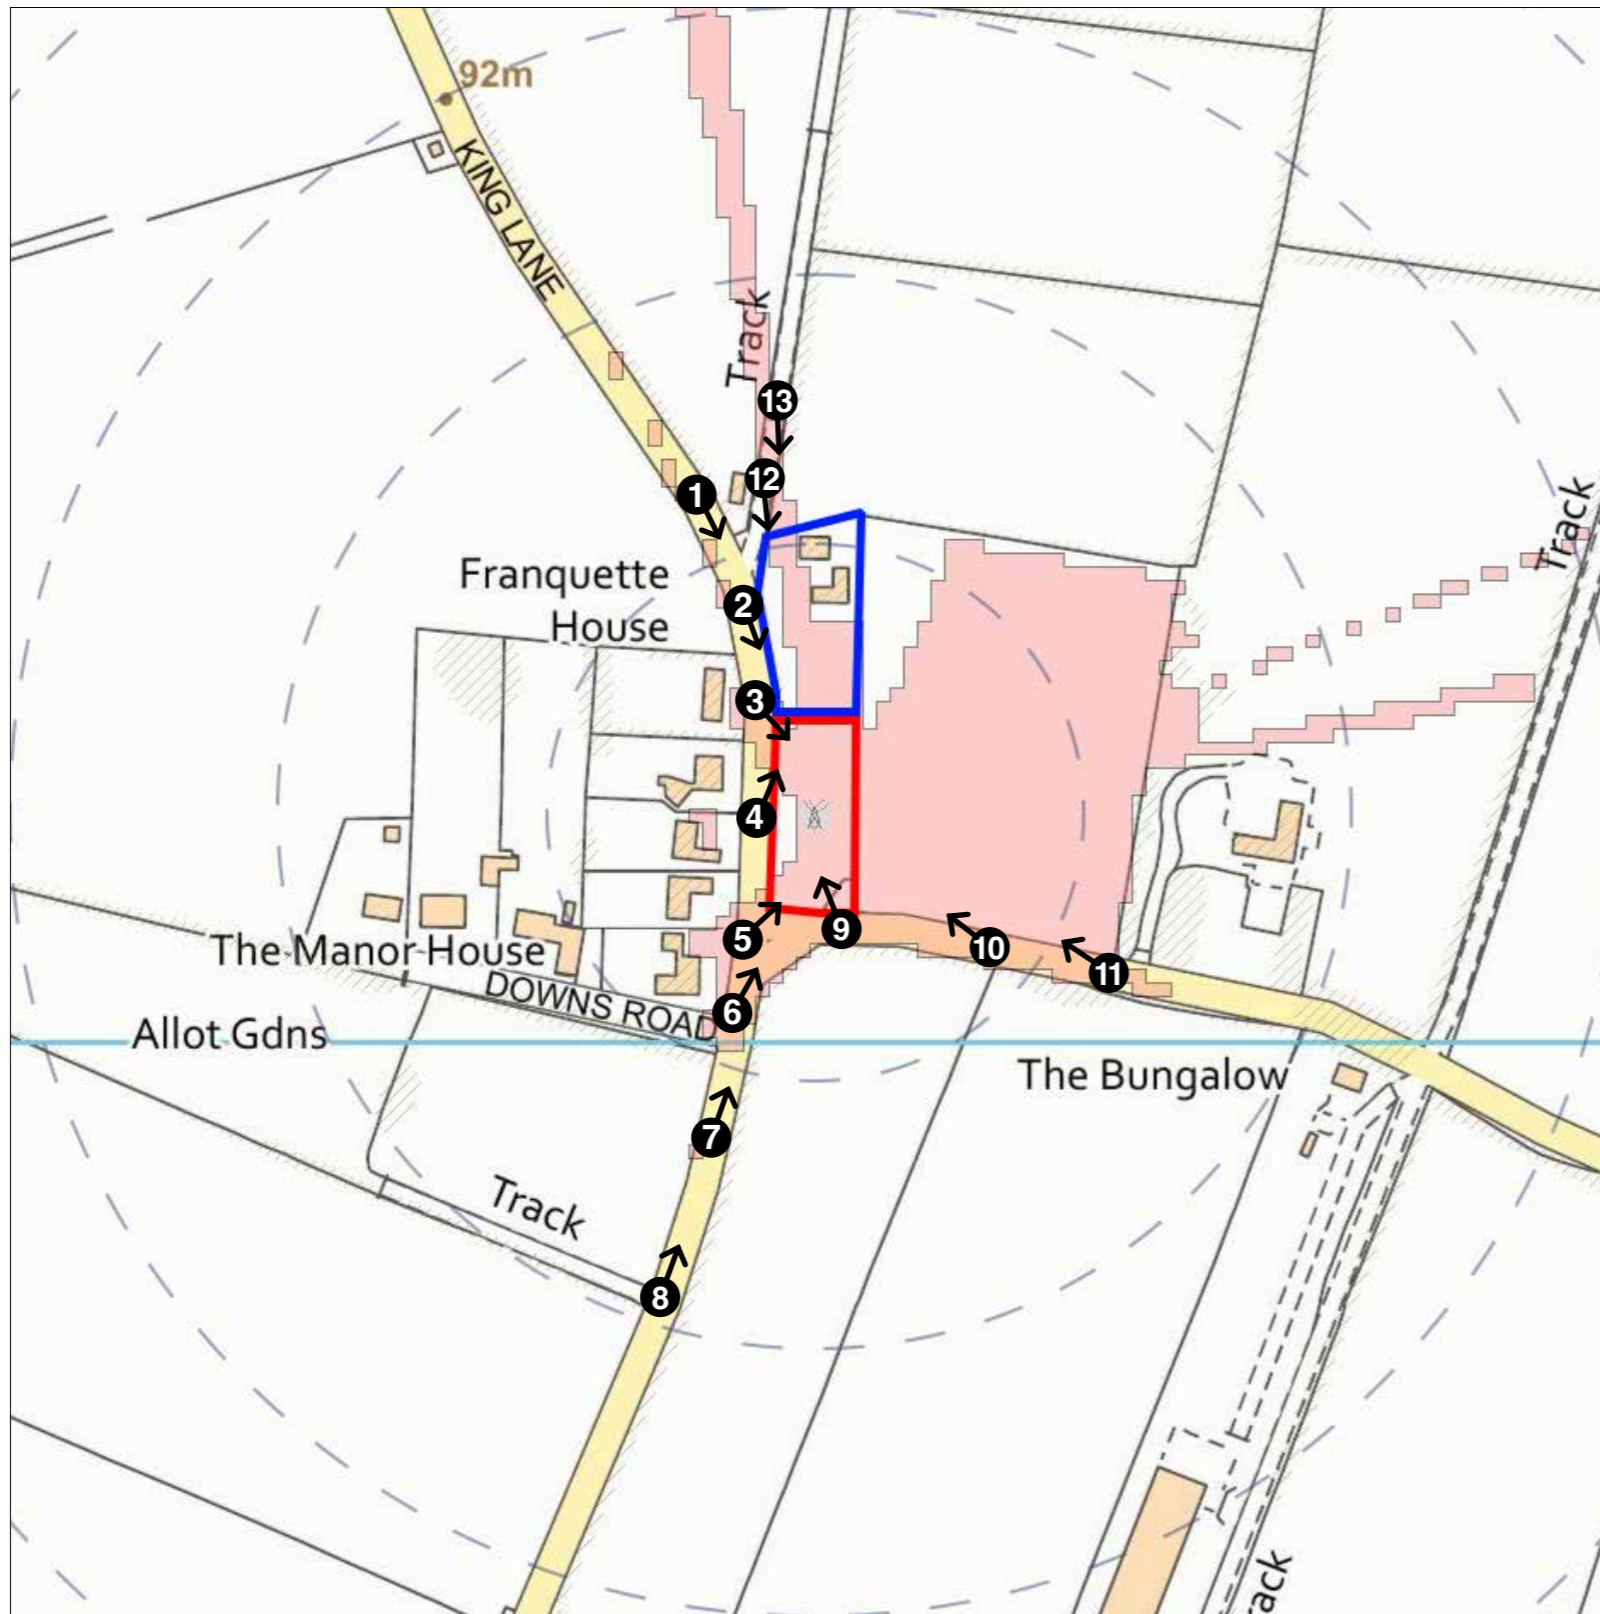 92m
KING LANE
Track
13
12
1
Track
Franquette
House
2
3
4
The Manor House
5
9
10
11
DOWNS ROAD
6
Allot Gdns
The Bungalow
7
Track
8